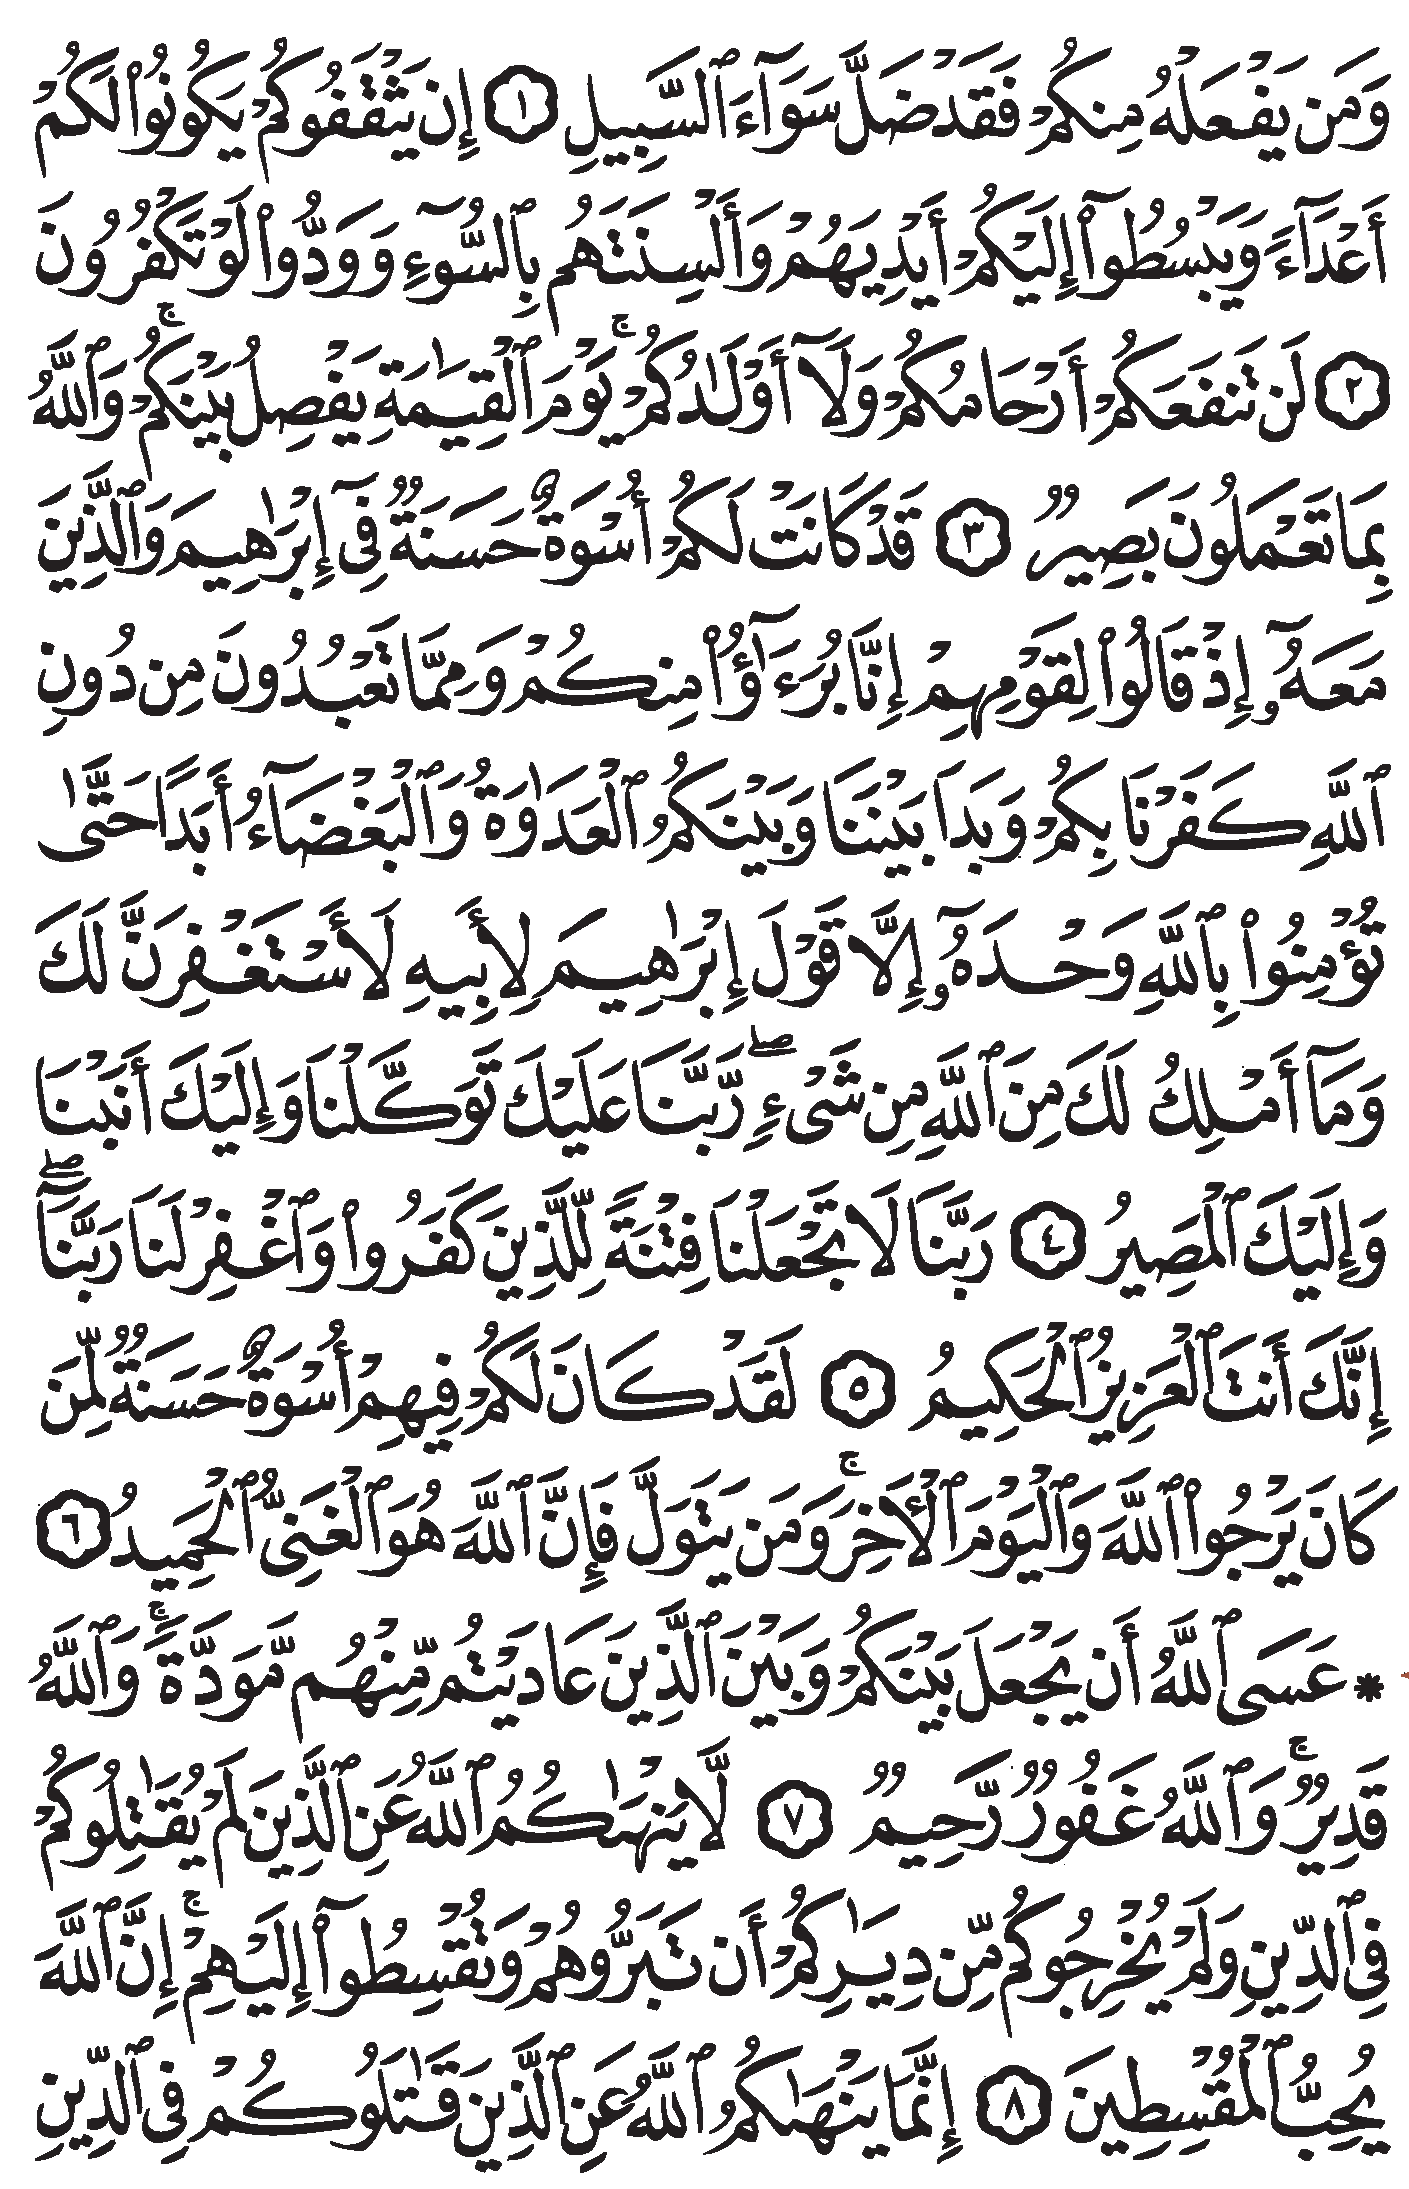 وَمَن يَفْعَلْهُ مِنكُمْ فَقَدْ ضَلَّ سَوَآءَ ٱلسَّبِيلِ ١ إِن يَثْقَفُوكُمْ يَكُونُوا۟ لَكُمْ
أَعْدَآءً وَيَبْسُطُوٓا۟ إِلَيْكُمْ أَيْدِيَهُمْ وَأَلْسِنَتَهُم بِٱلسُّوٓءِ وَوَدُّوا۟ لَوْ تَكْفُرُونَ
٢ لَن تَنفَعَكُمْ أَرْحَامُكُمْ وَلَآ أَوْلَـٰدُكُمْ ۚ يَوْمَ ٱلْقِيَـٰمَةِ يَفْصِلُ بَيْنَكُمْ ۚ وَٱللَّهُ
بِمَا تَعْمَلُونَ بَصِيرٌ ٣ قَدْ كَانَتْ لَكُمْ أُسْوَةٌ حَسَنَةٌ فِىٓ إِبْرَٰهِيمَ وَٱلَّذِينَ
مَعَهُۥٓ إِذْ قَالُوا۟ لِقَوْمِهِمْ إِنَّا بُرَءَٰٓؤُا۟ مِنكُمْ وَمِمَّا تَعْبُدُونَ مِن دُونِ
ٱللَّهِ كَفَرْنَا بِكُمْ وَبَدَا بَيْنَنَا وَبَيْنَكُمُ ٱلْعَدَٰوَةُ وَٱلْبَغْضَآءُ أَبَدًا حَتَّىٰ
تُؤْمِنُوا۟ بِٱللَّهِ وَحْدَهُۥٓ إِلَّا قَوْلَ إِبْرَٰهِيمَ لِأَبِيهِ لَأَسْتَغْفِرَنَّ لَكَ
وَمَآ أَمْلِكُ لَكَ مِنَ ٱللَّهِ مِن شَىْءٍ ۖ رَّبَّنَا عَلَيْكَ تَوَكَّلْنَا وَإِلَيْكَ أَنَبْنَا
وَإِلَيْكَ ٱلْمَصِيرُ ٤ رَبَّنَا لَا تَجْعَلْنَا فِتْنَةً لِّلَّذِينَ كَفَرُوا۟ وَٱغْفِرْ لَنَا رَبَّنَآ ۖ
إِنَّكَ أَنتَ ٱلْعَزِيزُ ٱلْحَكِيمُ ٥ لَقَدْ كَانَ لَكُمْ فِيهِمْ أُسْوَةٌ حَسَنَةٌ لِّمَن
كَانَ يَرْجُوا۟ ٱللَّهَ وَٱلْيَوْمَ ٱلْـَٔاخِرَ ۚ وَمَن يَتَوَلَّ فَإِنَّ ٱللَّهَ هُوَ ٱلْغَنِىُّ ٱلْحَمِيدُ ٦
۞ عَسَى ٱللَّهُ أَن يَجْعَلَ بَيْنَكُمْ وَبَيْنَ ٱلَّذِينَ عَادَيْتُم مِّنْهُم مَّوَدَّةً ۚ وَٱللَّهُ
قَدِيرٌ ۚ وَٱللَّهُ غَفُورٌ رَّحِيمٌ ٧ لَّا يَنْهَىٰكُمُ ٱللَّهُ عَنِ ٱلَّذِينَ لَمْ يُقَـٰتِلُوكُمْ
فِى ٱلدِّينِ وَلَمْ يُخْرِجُوكُم مِّن دِيَـٰرِكُمْ أَن تَبَرُّوهُمْ وَتُقْسِطُوٓا۟ إِلَيْهِمْ ۚ إِنَّ ٱللَّهَ
يُحِبُّ ٱلْمُقْسِطِينَ ٨ إِنَّمَا يَنْهَىٰكُمُ ٱللَّهُ عَنِ ٱلَّذِينَ قَـٰتَلُوكُمْ فِى ٱلدِّينِ